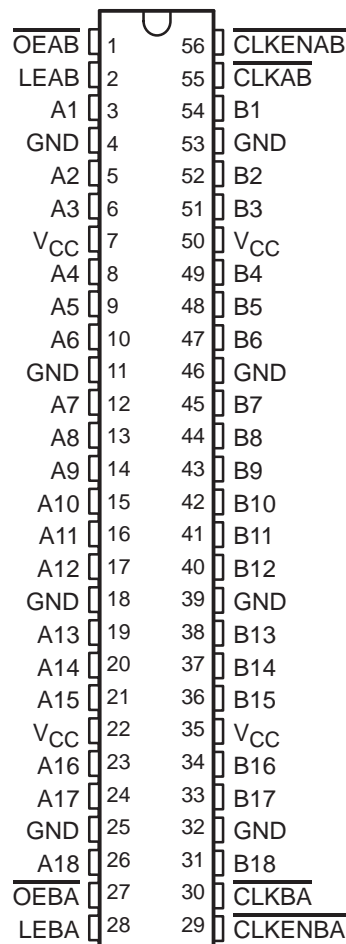 OEAB 1 56 CLKENAB
LEAB 2 55 CLKAB
A1 3 54 B1
GND 4 53 GND
A2 5 52 B2
A3 6 51 B3
VCC 7 50 VCC
A4 8 49 B4
A5 9 48 B5
A6 10 47 B6
GND 11 46 GND
A7 12 45 B7
A8 13 44 B8
A9 14 43 B9
A10 15 42 B10
A11 16 41 B11
A12 17 40 B12
GND 18 39 GND
A13 19 38 B13
A14 20 37 B14
A15 21 36 B15
VCC 22 35 VCC
A16 23 34 B16
A17 24 33 B17
GND 25 32 GND
A18 26 31 B18
OEBA 27 30 CLKBA
LEBA 28 29 CLKENBA